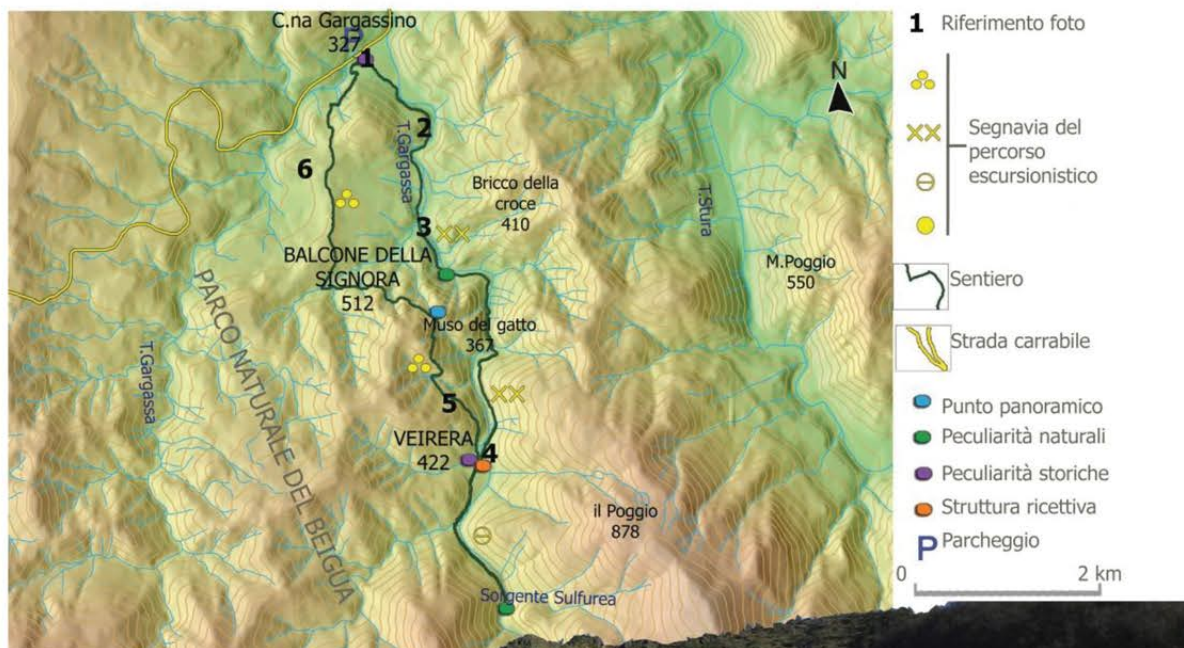 C.na Gargassino
P
327
1
2
T.Gargassa
6
Bricco della
croce
410
3
BALCONE DELLA
SIGNORA
512
Muso del gatto
367
5
VEIRERA
422
4
il Poggio
878
Sorgente Sulfurea
PARCO NATURALE DEL BEIGUA
T.Gargassa
T.Stura
M.Poggio
550
N
1 Riferimento foto
Segnavia del
percorso
escursionistico
Sentiero
Strada carrabile
Punto panoramico
Peculiarità naturali
Peculiarità storiche
Struttura ricettiva
P Parcheggio
0 2 km